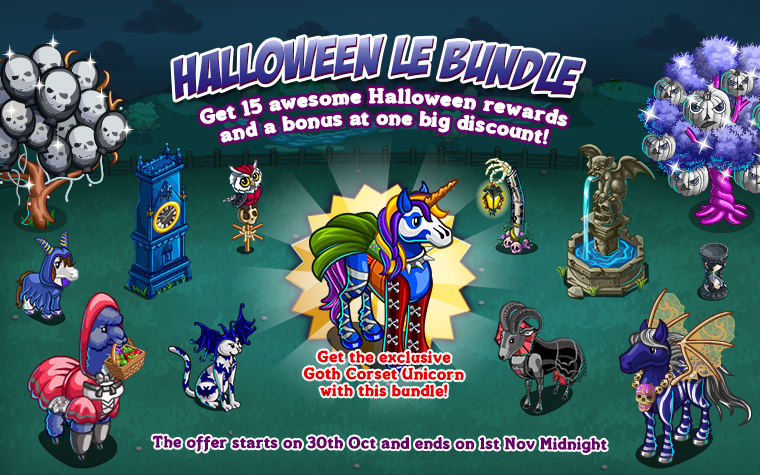 HALLOWEEN LE BUNDLE
Get 15 awesome Halloween rewards
and a bonus at one big discount!
Get the exclusive
Goth Corset Unicorn
with this bundle!
The offer starts on 30th Oct and ends on 1st Nov Midnight